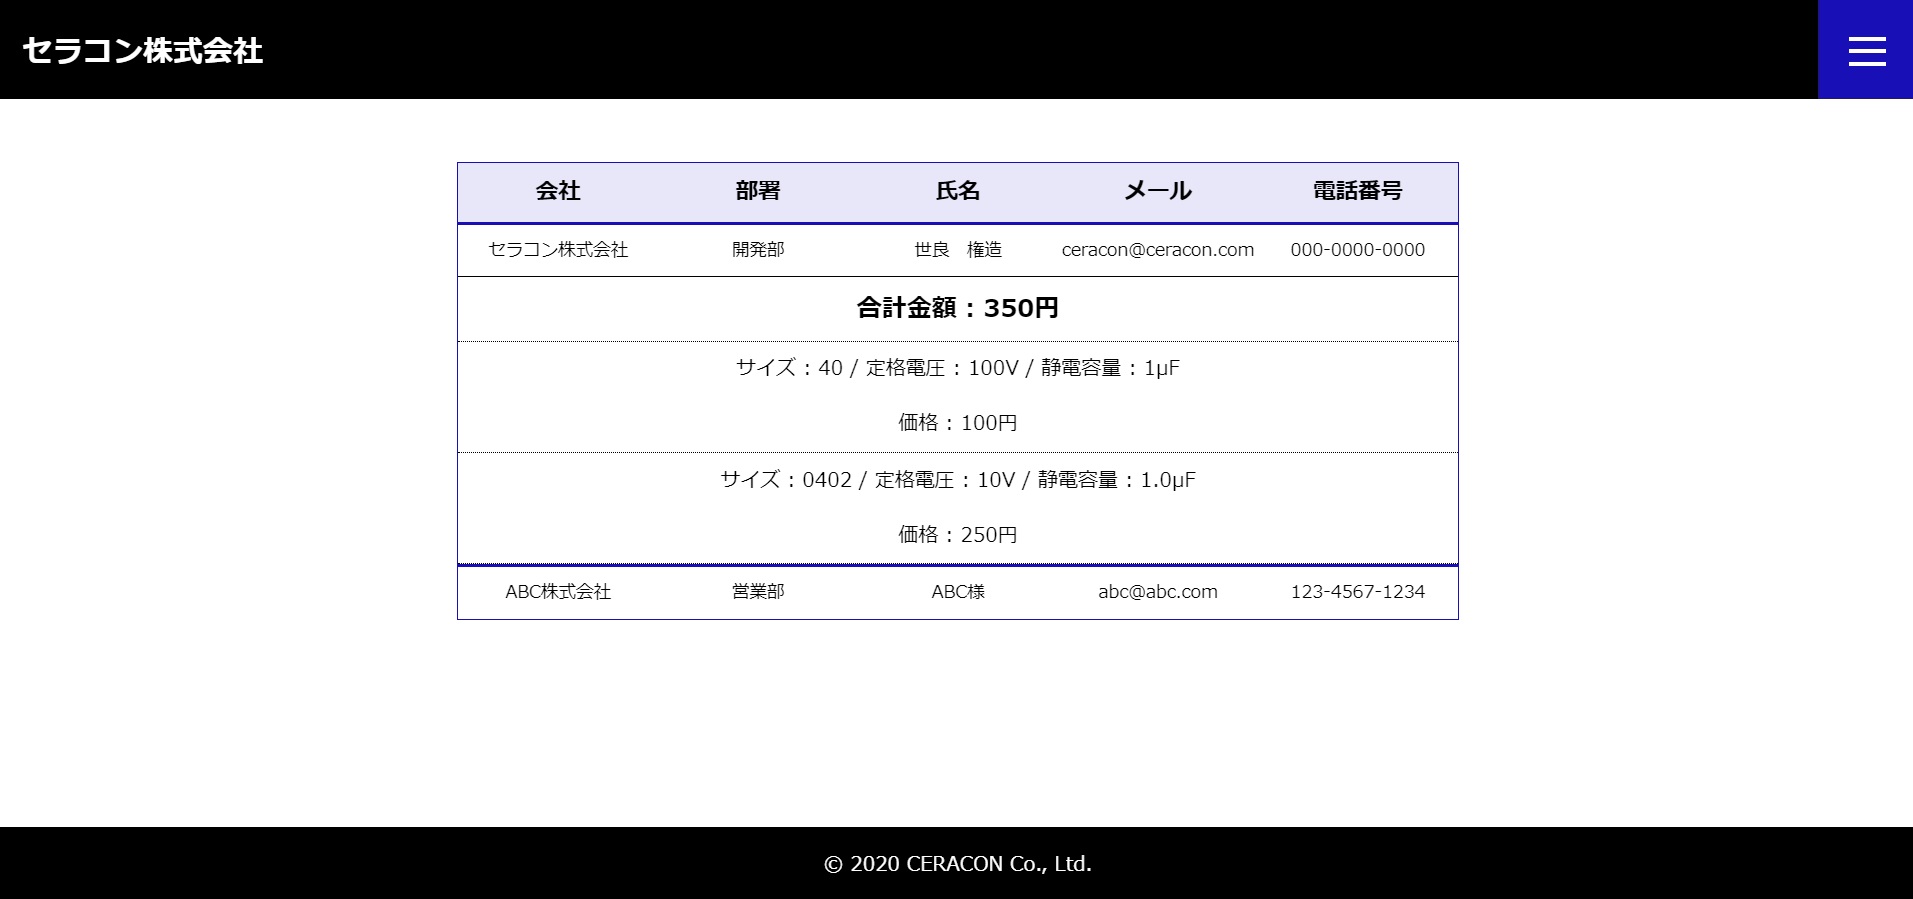 セラコン株式会社
会社 部署 氏名 メール 電話番号
セラコン株式会社 開発部 世良　権造 ceracon@ceracon.com 000-0000-0000
合計金額：350円
サイズ：40 / 定格電圧：100V / 静電容量：1μF
価格：100円
サイズ：0402 / 定格電圧：10V / 静電容量：1.0μF
価格：250円
ABC株式会社 営業部 ABC様 abc@abc.com 123-4567-1234
© 2020 CERACON Co., Ltd.